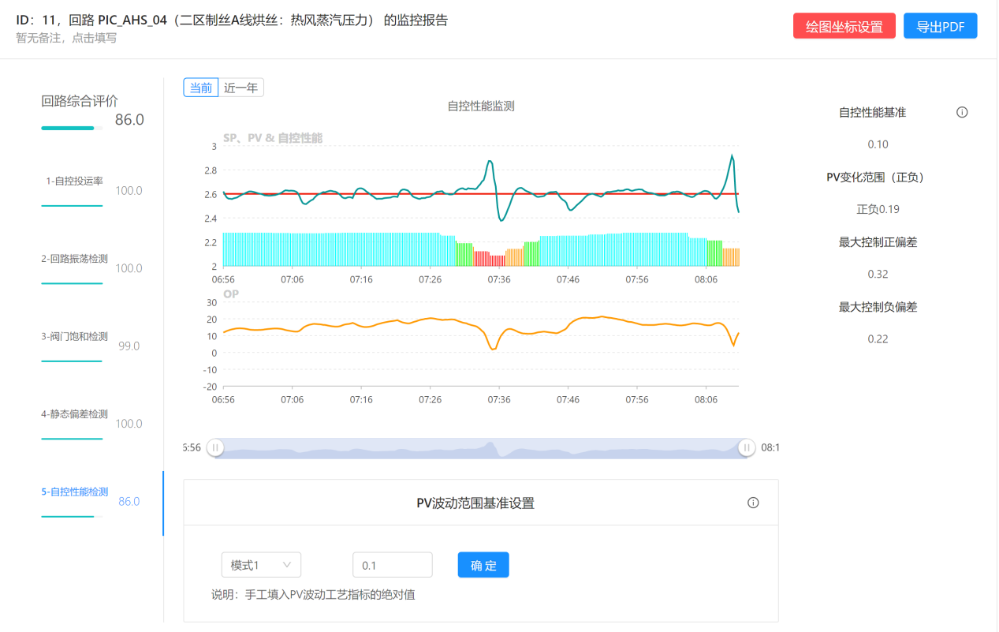 ID：11，回路 PIC_AHS_04（二区制丝A线烘丝：热风蒸汽压力） 的监控报告
暂无备注，点击填写
绘图坐标设置
导出PDF
回路综合评价
86.0
1-自控投运率
100.0
2-回路振荡检测
100.0
3-阀门饱和检测
99.0
4-静态偏差检测
100.0
5-自控性能检测
86.0
当前
近一年
自控性能监测
SP、PV & 自控性能
3
2.8
2.6
2.4
2.2
2
06:56 07:06 07:16 07:26 07:36 07:46 07:56 08:06
OP
30
20
10
0
-10
-20
06:56 07:06 07:16 07:26 07:36 07:46 07:56 08:06
6:56
08:1
PV波动范围基准设置
模式1
0.1
确 定
说明：手工填入PV波动工艺指标的绝对值
自控性能基准
0.10
PV变化范围（正负）
正负0.19
最大控制正偏差
0.32
最大控制负偏差
0.22